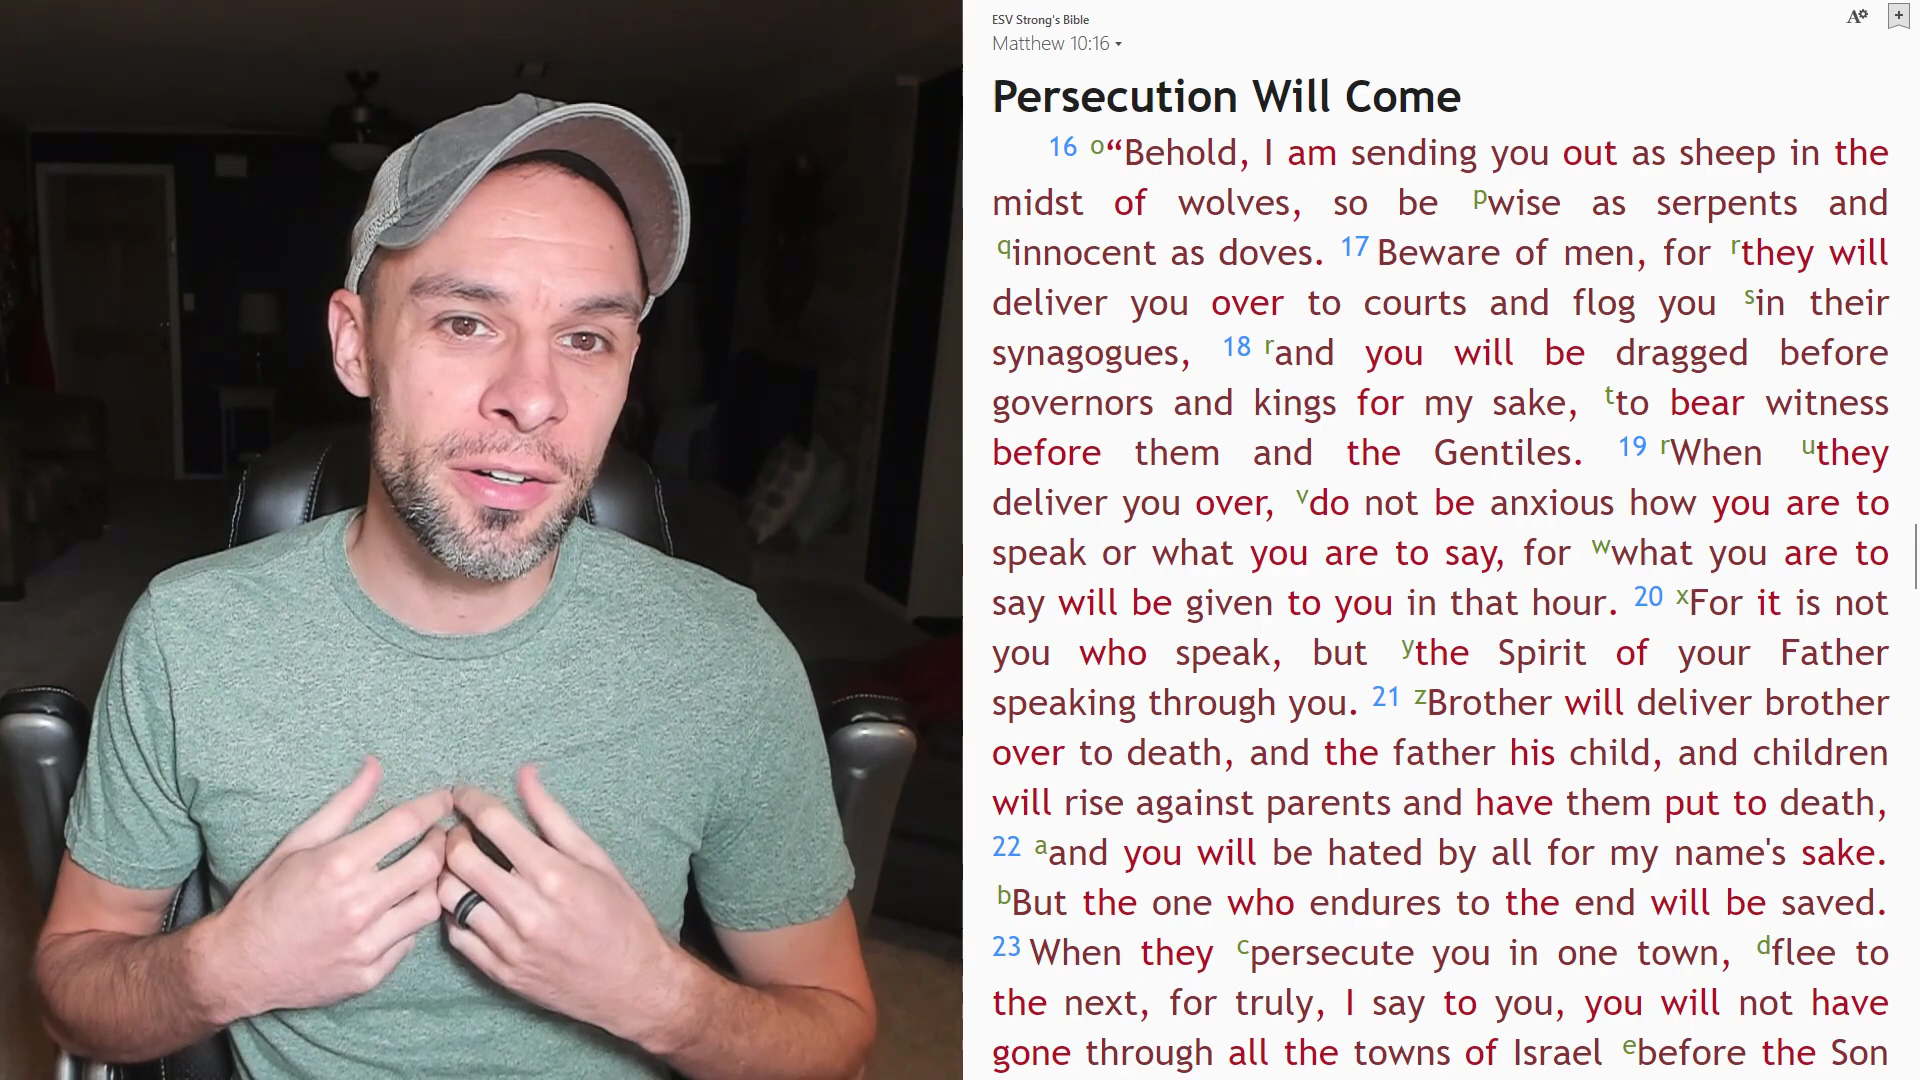 ESV Strong's Bible
Matthew 10:16
Persecution Will Come
16 o“Behold, I am sending you out as sheep in the
midst of wolves, so be pwise as serpents and
qinnocent as doves. 17 Beware of men, for rthey will
deliver you over to courts and flog you sin their
synagogues, 18 rand you will be dragged before
governors and kings for my sake, tto bear witness
before them and the Gentiles. 19 rWhen uthey
deliver you over, vdo not be anxious how you are to
speak or what you are to say, for wwhat you are to
say will be given to you in that hour. 20 xFor it is not
you who speak, but ythe Spirit of your Father
speaking through you. 21 zBrother will deliver brother
over to death, and the father his child, and children
will rise against parents and have them put to death,
22 aand you will be hated by all for my name's sake.
bBut the one who endures to the end will be saved.
23 When they cpersecute you in one town, dflee to
the next, for truly, I say to you, you will not have
gone through all the towns of Israel ebefore the Son